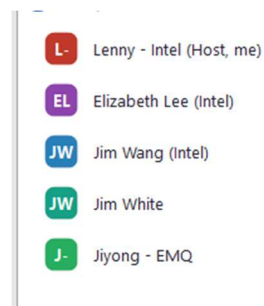 L- Lenny - Intel (Host, me)
EL Elizabeth Lee (Intel)
JW Jim Wang (Intel)
JW Jim White
J- Jiyong - EMQ